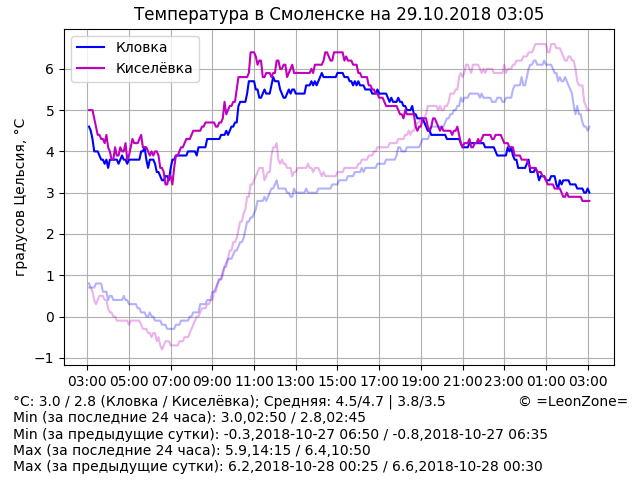 Температура в Смоленске на 29.10.2018 03:05
Кловка
Киселёвка
градусов Цельсия, °C
6
5
4
3
2
1
0
−1
03:00 05:00 07:00 09:00 11:00 13:00 15:00 17:00 19:00 21:00 23:00 01:00 03:00
°C: 3.0 / 2.8 (Кловка / Киселёвка); Средняя: 4.5/4.7 | 3.8/3.5 © =LeonZone=
Min (за последние 24 часа): 3.0,02:50 / 2.8,02:45
Min (за предыдущие сутки): -0.3,2018-10-27 06:50 / -0.8,2018-10-27 06:35
Max (за последние 24 часа): 5.9,14:15 / 6.4,10:50
Max (за предыдущие сутки): 6.2,2018-10-28 00:25 / 6.6,2018-10-28 00:30